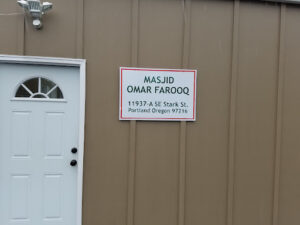 MASJID
OMAR FAROOQ
11937-A SE Stark St.
Portland Oregon 97216